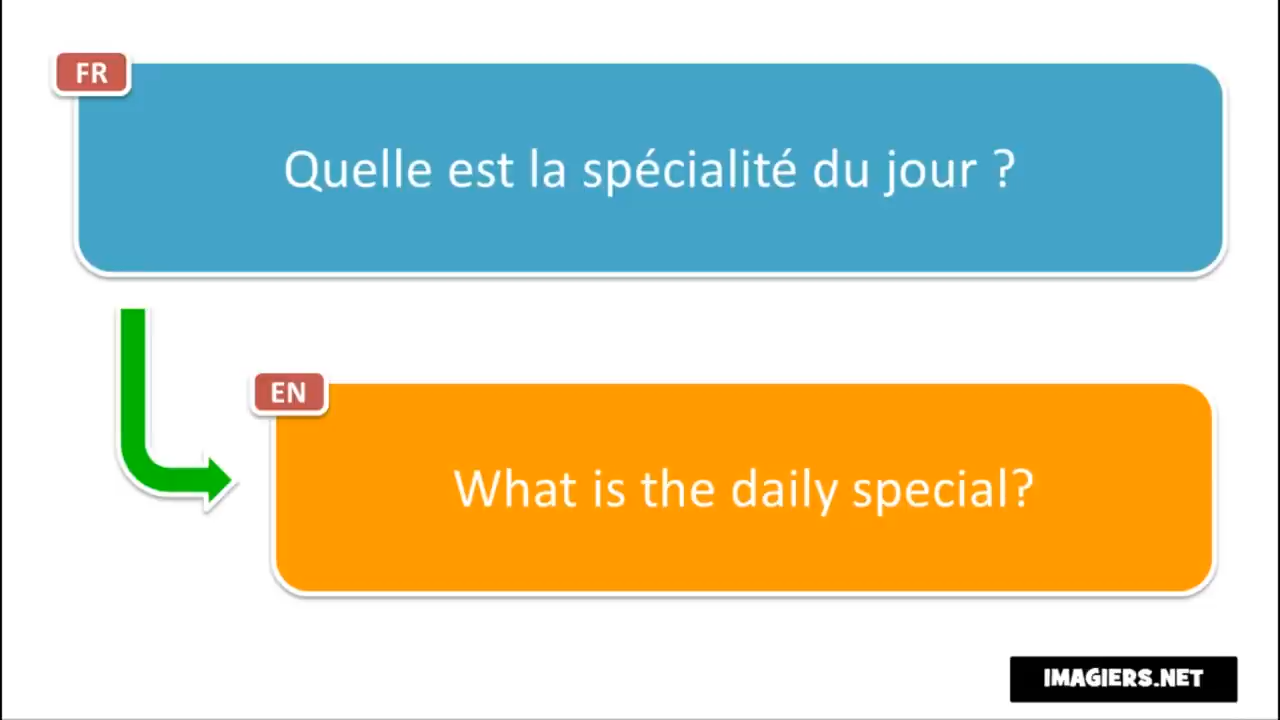 FR
Quelle est la spécialité du jour ?
EN
What is the daily special?
IMAGIERS.NET